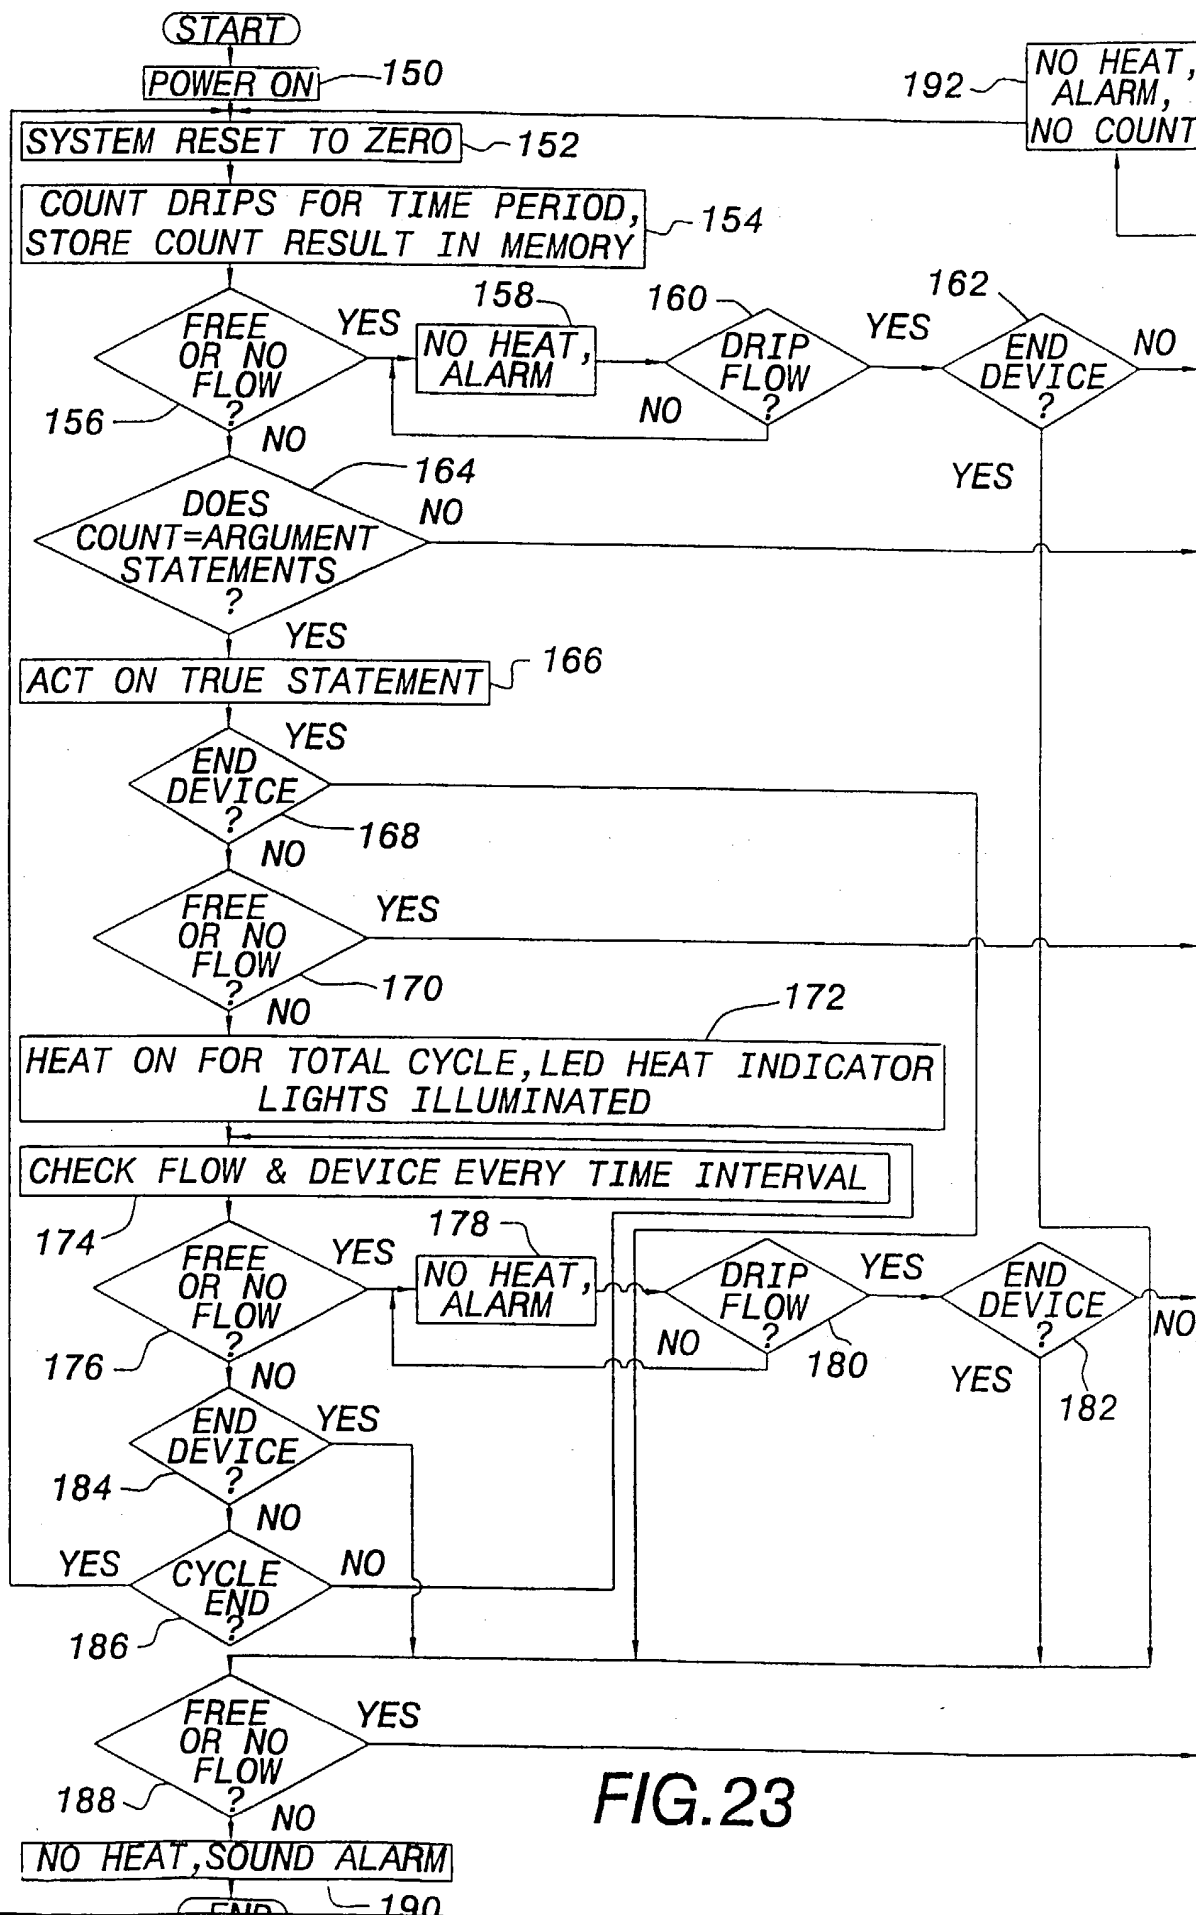 START
POWER ON
150
192
NO HEAT,
ALARM,
NO COUNT
SYSTEM RESET TO ZERO
152
COUNT DRIPS FOR TIME PERIOD,
STORE COUNT RESULT IN MEMORY
154
FREE
OR NO
FLOW
?
156
YES
NO
158
NO HEAT,
ALARM
160
DRIP
FLOW
?
YES
NO
162
END
DEVICE
?
NO
YES
164
DOES
COUNT=ARGUMENT
STATEMENTS
?
NO
YES
ACT ON TRUE STATEMENT
166
END
DEVICE
?
YES
168
NO
FREE
OR NO
FLOW
?
YES
170
NO
172
HEAT ON FOR TOTAL CYCLE, LED HEAT INDICATOR
LIGHTS ILLUMINATED
CHECK FLOW & DEVICE EVERY TIME INTERVAL
174
FREE
OR NO
FLOW
?
176
YES
NO
178
NO HEAT,
ALARM
DRIP
FLOW
?
YES
NO
180
END
DEVICE
?
NO
YES
182
END
DEVICE
?
YES
184
NO
CYCLE
END
?
YES
NO
186
FREE
OR NO
FLOW
?
YES
188
NO
FIG.23
NO HEAT,SOUND ALARM
190
END